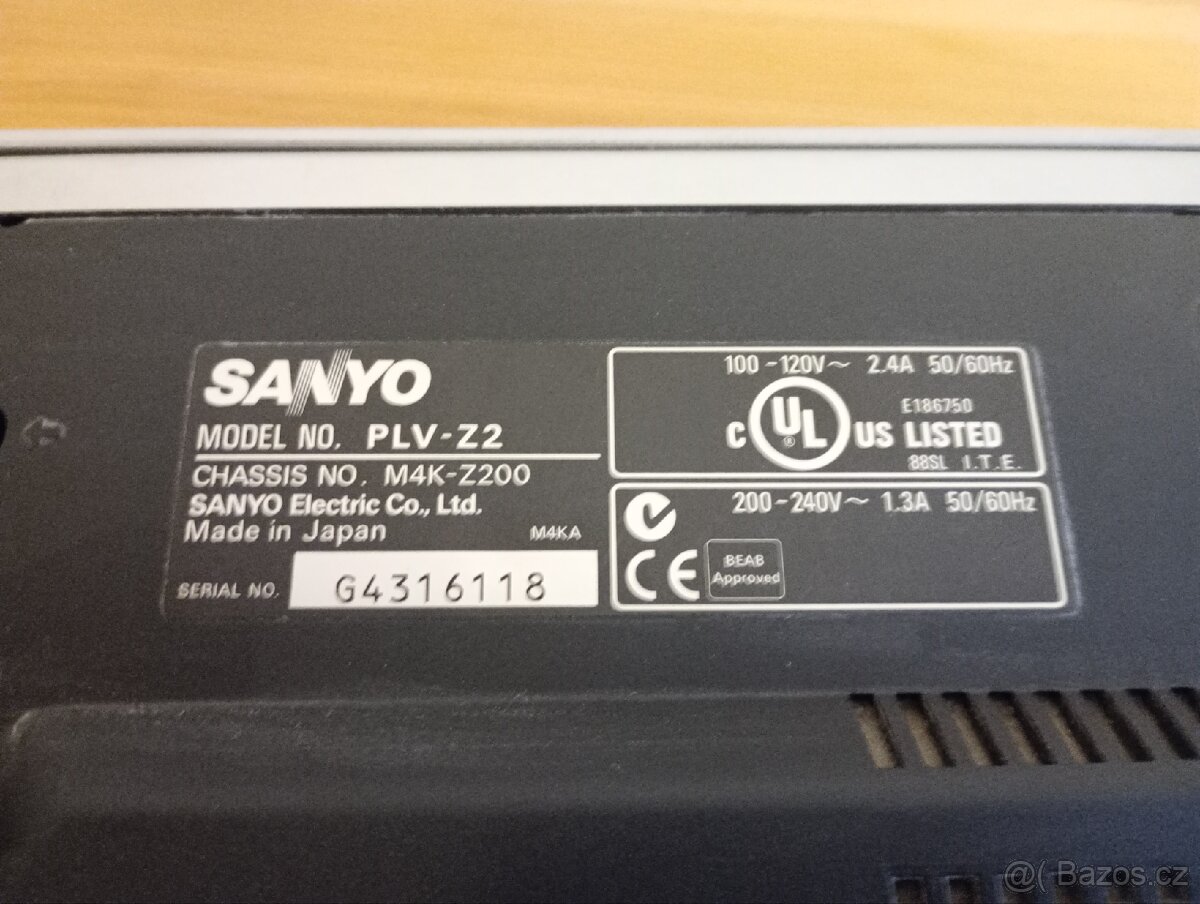 SANYO
MODEL NO. PLV-Z2
CHASSIS NO. M4K-Z200
SANYO Electric Co., Ltd.
Made in Japan M4KA
SERIAL NO. G4316118
100-120V~ 2.4A 50/60Hz
E186750
C UL® US LISTED
88SL I.T.E.
200-240V~ 1.3A 50/60Hz
CE
BEAB
Approved
@( Bazos.cz